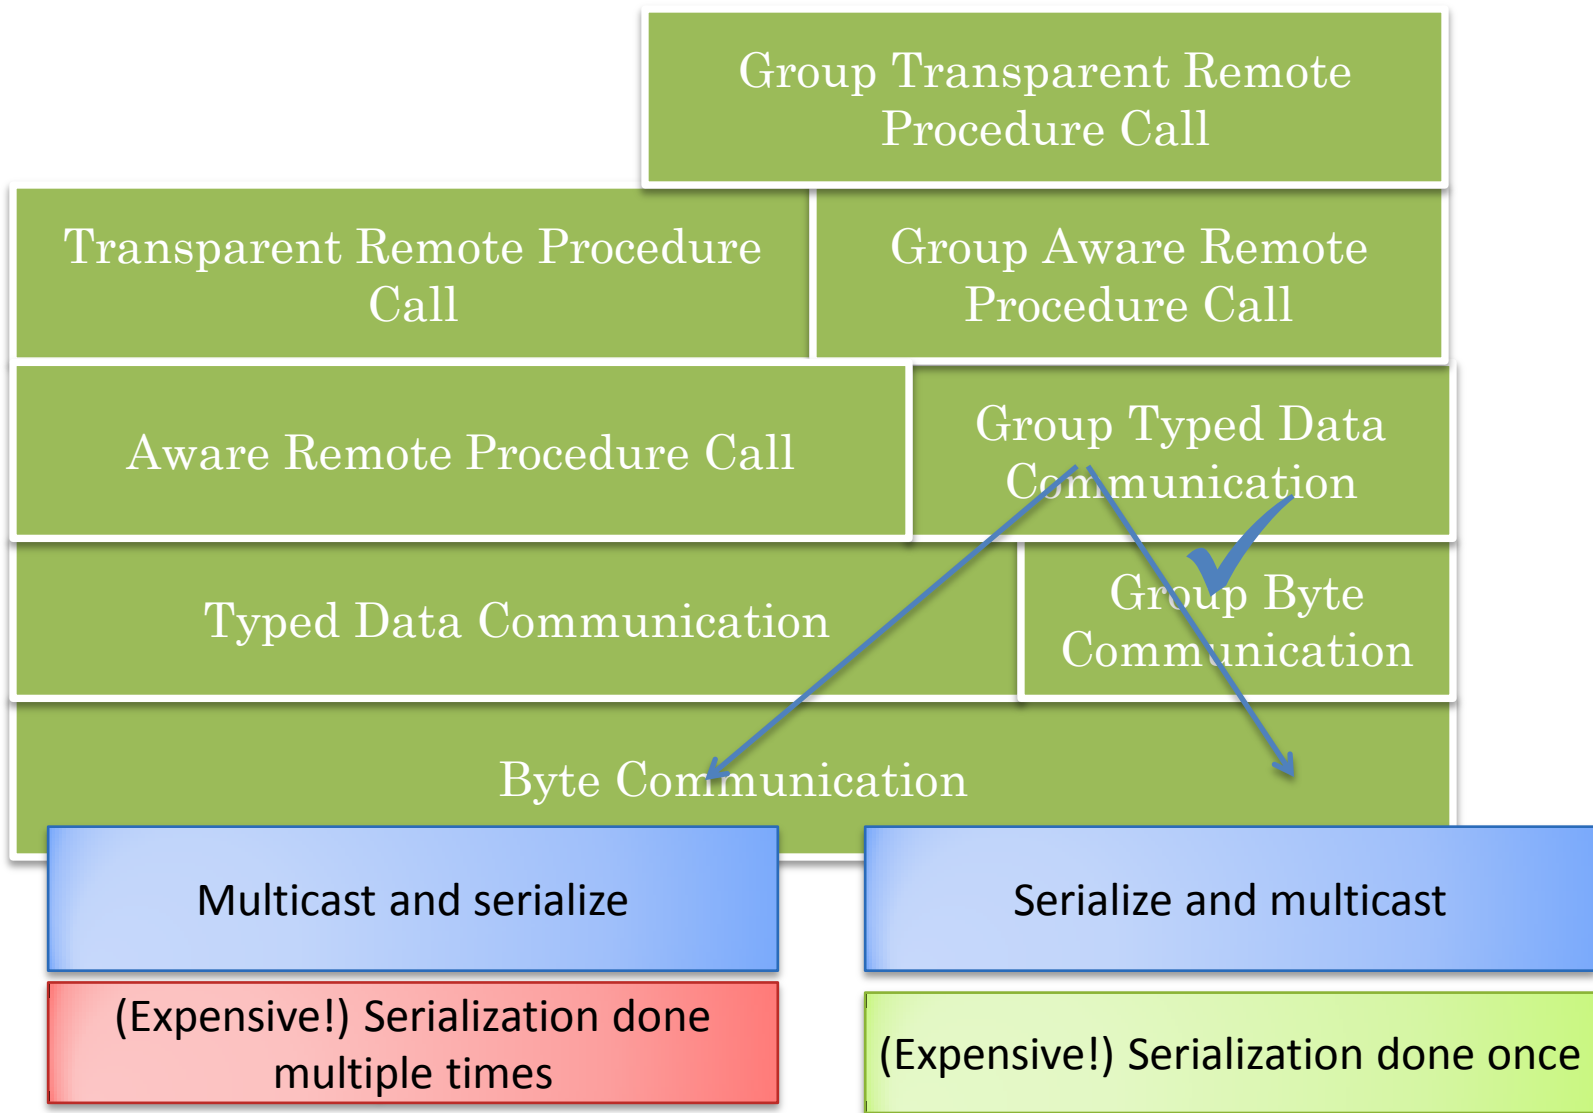 Group Transparent Remote
Procedure Call
Transparent Remote Procedure
Call
Group Aware Remote
Procedure Call
Aware Remote Procedure Call
Group Typed Data
Communication
Typed Data Communication
Group Byte
Communication
Byte Communication
Multicast and serialize
Serialize and multicast
(Expensive!) Serialization done
multiple times
(Expensive!) Serialization done once